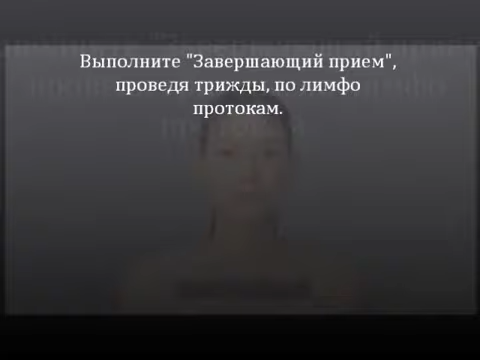 Выполните "Завершающий прием",
проведя трижды, по лимфо
протокам.